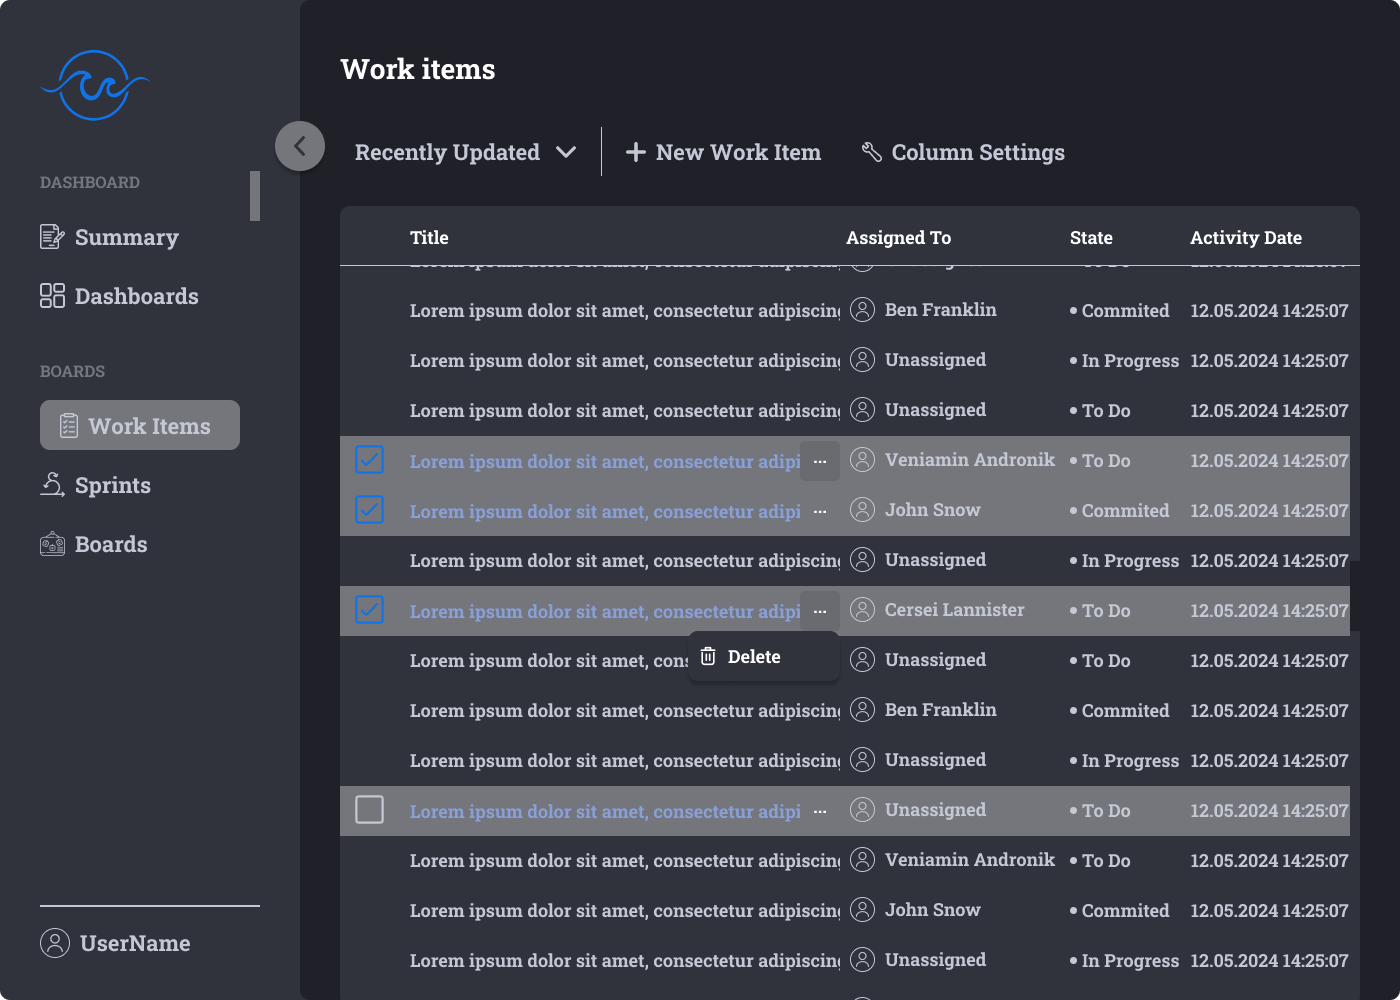 Work items
Recently Updated
New Work Item
Column Settings
DASHBOARD
Summary
Dashboards
BOARDS
Work Items
Sprints
Boards
UserName
Title Assigned To State Activity Date
Lorem ipsum dolor sit amet, consectetur adipiscing Ben Franklin • Commited 12.05.2024 14:25:07
Lorem ipsum dolor sit amet, consectetur adipiscing Unassigned • In Progress 12.05.2024 14:25:07
Lorem ipsum dolor sit amet, consectetur adipiscing Unassigned • To Do 12.05.2024 14:25:07
Lorem ipsum dolor sit amet, consectetur adipi ... Veniamin Andronik • To Do 12.05.2024 14:25:07
Lorem ipsum dolor sit amet, consectetur adipi ... John Snow • Commited 12.05.2024 14:25:07
Lorem ipsum dolor sit amet, consectetur adipiscing Unassigned • In Progress 12.05.2024 14:25:07
Lorem ipsum dolor sit amet, consectetur adipi ... Cersei Lannister • To Do 12.05.2024 14:25:07
Lorem ipsum dolor sit amet, cons Unassigned • To Do 12.05.2024 14:25:07
Delete
Lorem ipsum dolor sit amet, consectetur adipiscing Ben Franklin • Commited 12.05.2024 14:25:07
Lorem ipsum dolor sit amet, consectetur adipiscing Unassigned • In Progress 12.05.2024 14:25:07
Lorem ipsum dolor sit amet, consectetur adipi ... Unassigned • To Do 12.05.2024 14:25:07
Lorem ipsum dolor sit amet, consectetur adipiscing Veniamin Andronik • To Do 12.05.2024 14:25:07
Lorem ipsum dolor sit amet, consectetur adipiscing John Snow • Commited 12.05.2024 14:25:07
Lorem ipsum dolor sit amet, consectetur adipiscing Unassigned • In Progress 12.05.2024 14:25:07